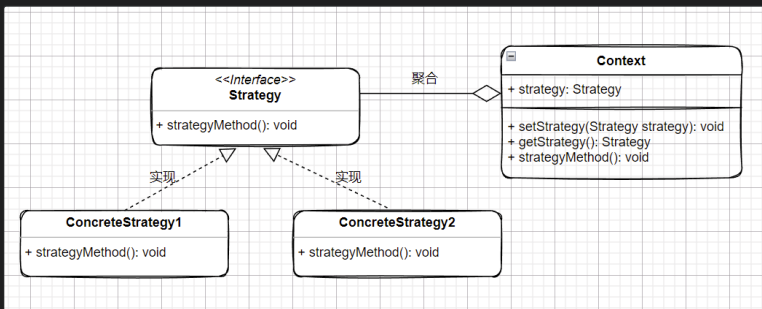 <<Interface>>
Strategy
+ strategyMethod(): void
聚合
Context
+ strategy: Strategy
+ setStrategy(Strategy strategy): void
+ getStrategy(): Strategy
+ strategyMethod(): void
实现
实现
ConcreteStrategy1
+ strategyMethod(): void
ConcreteStrategy2
+ strategyMethod(): void